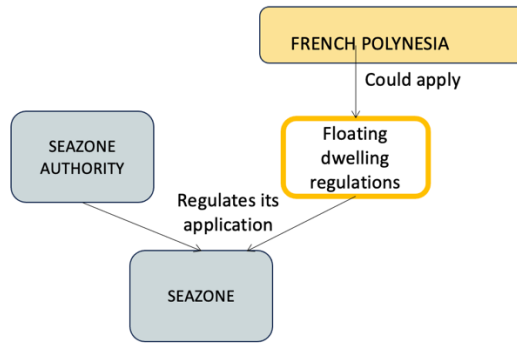 FRENCH POLYNESIA
Could apply
Floating
dwelling
regulations
SEAZONE
AUTHORITY
Regulates its
application
SEAZONE